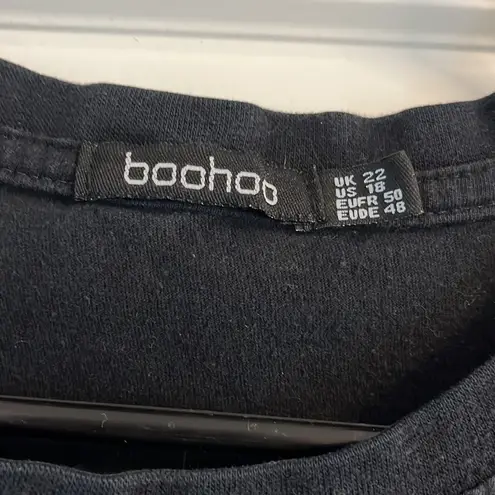 boohoo
UK 22
US 18
EUFR 50
EUDE 48